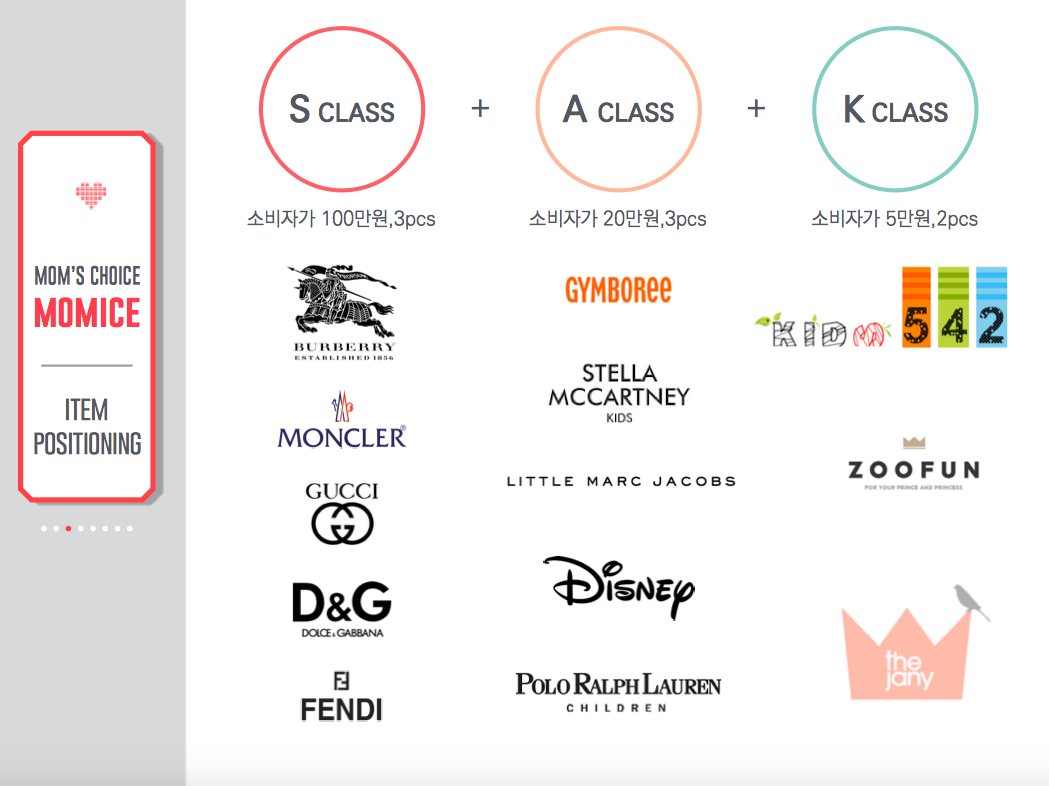 MOM'S CHOICE
MOMICE
ITEM
POSITIONING
S CLASS
+
A CLASS
+
K CLASS
소비자가 100만원,3pcs
소비자가 20만원,3pcs
소비자가 5만원,2pcs
BURBERRY
ESTABLISHED 1856
MONCLER®
GUCCI
D&G
DOLCE & GABBANA
FENDI
GYMBOREE
STELLA
MCCARTNEY
KIDS
LITTLE MARC JACOBS
DISNEY
POLO RALPH LAUREN
CHILDREN
KIDMA 542
ZOOFUN
FOR YOUR PRINCE AND PRINCESS
the
jany